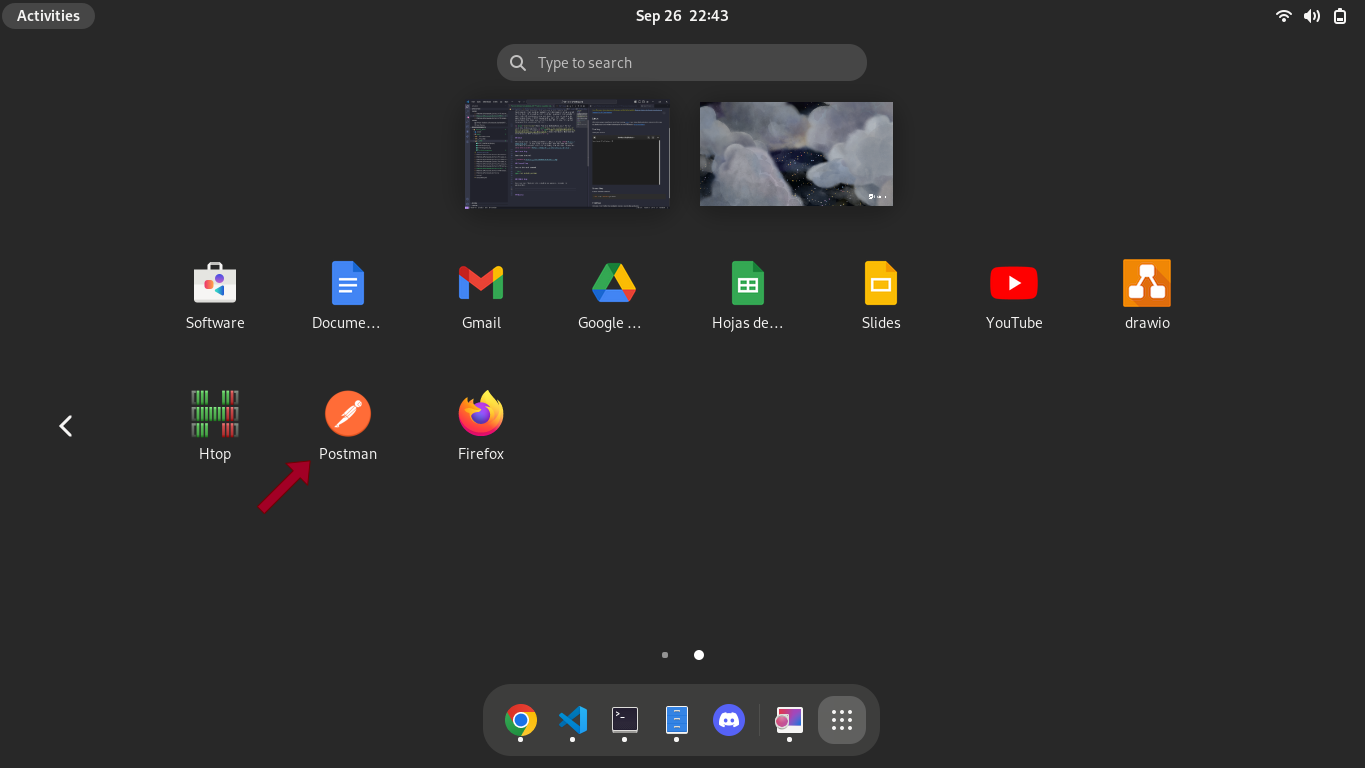 Activities
Sep 26 22:43
Type to search
Software
Docume...
Gmail
Google ...
Hojas de...
Slides
YouTube
drawio
Htop
Postman
Firefox